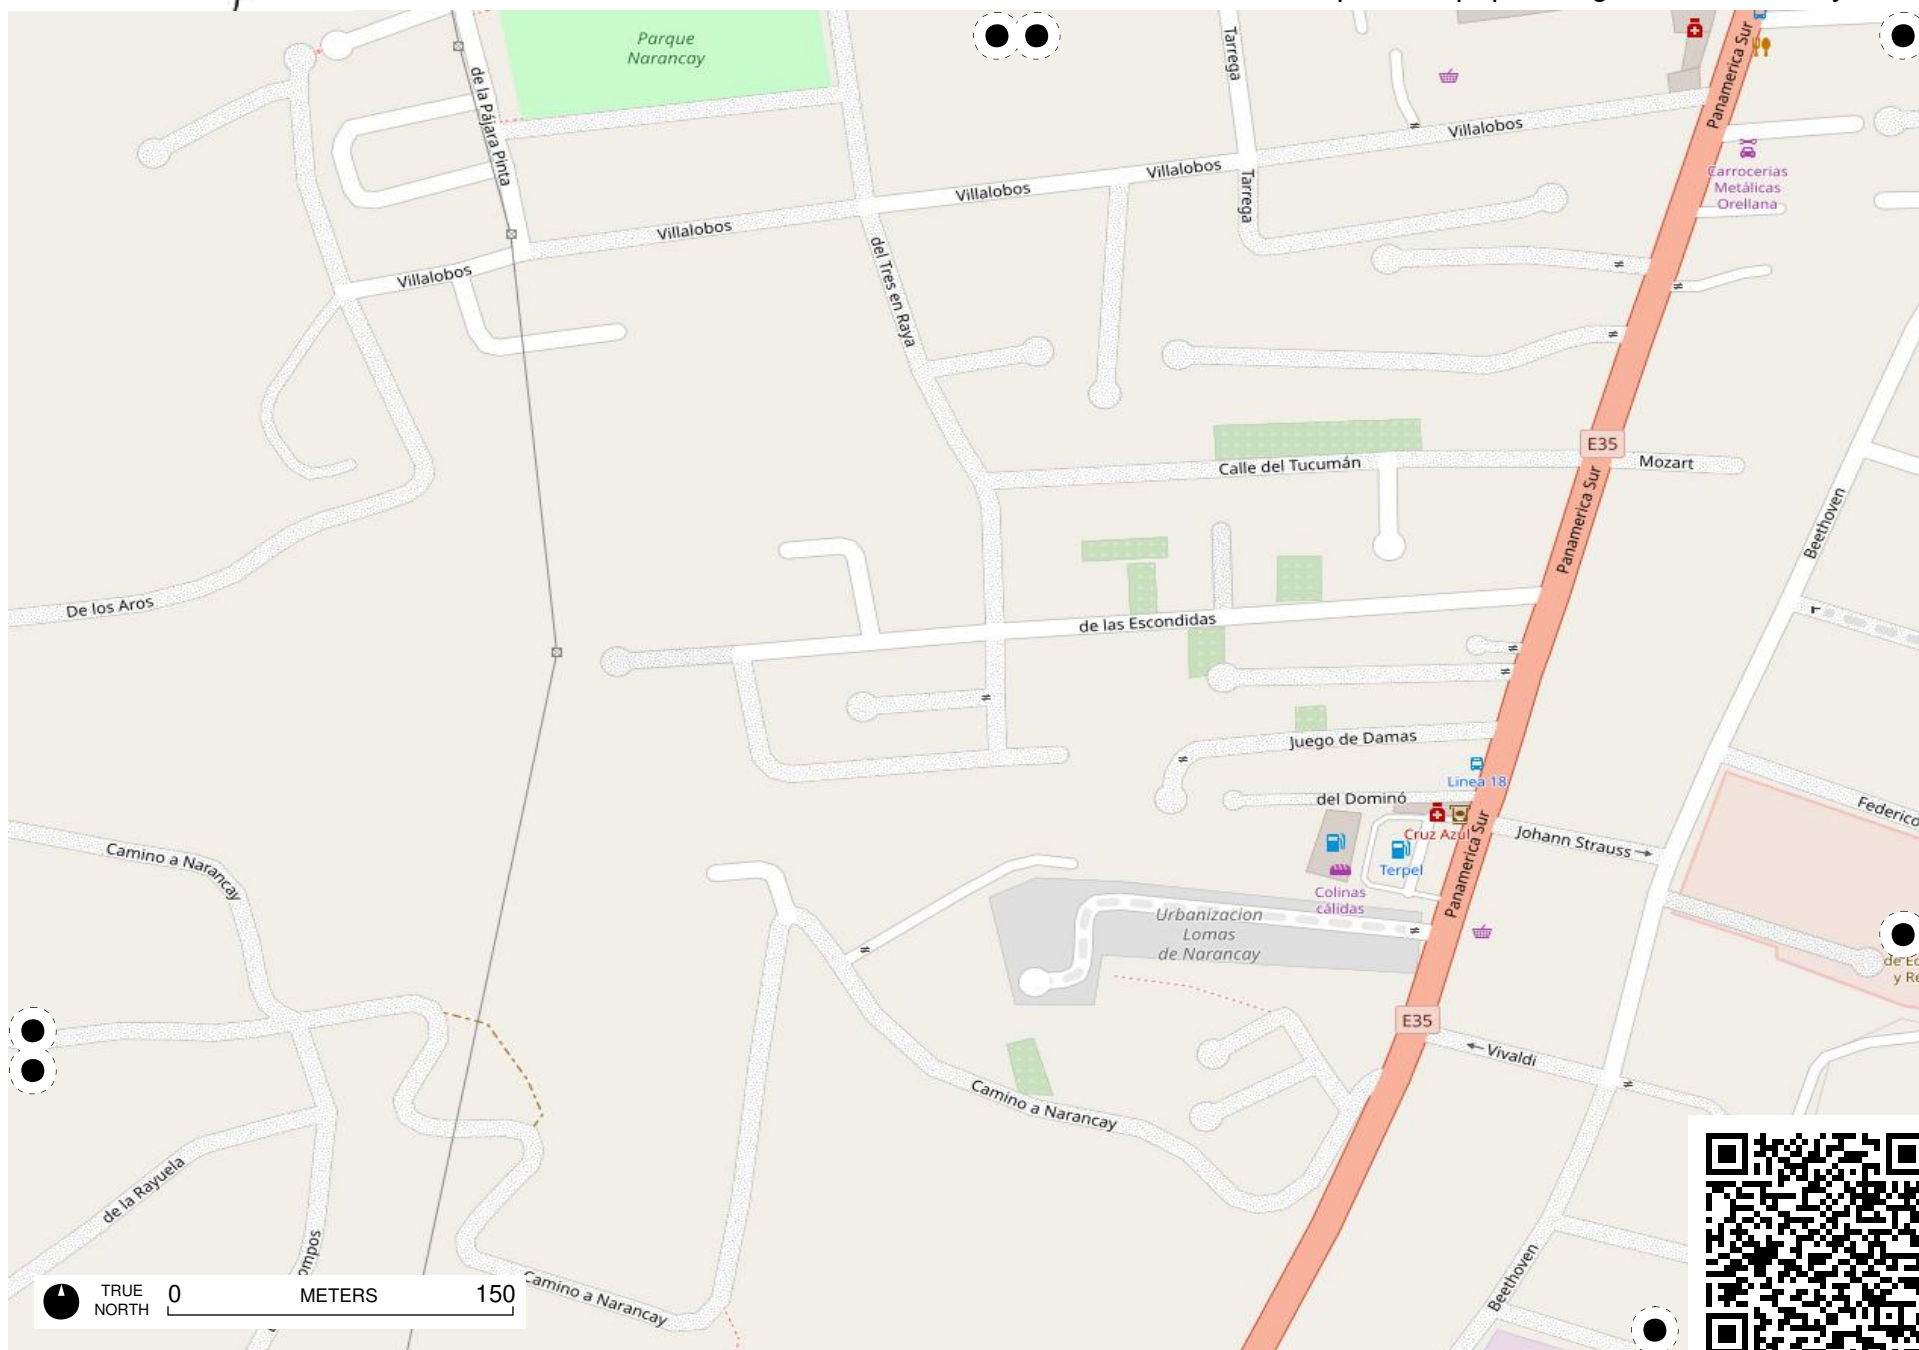 Parque
Narancay
Tarrega
Panamerica Sur
de la Pájara Pinta
Villalobos
Villalobos
Villalobos
Villalobos
Villalobos
Tarrega
Carrocerias
Metálicas
Orellana
del Tres en Raya
E35
Calle del Tucumán
Mozart
Panamerica Sur
Beethoven
De los Aros
de las Escondidas
Juego de Damas
Linea 18
del Dominó
Cruz Azul
Terpel
Colinas
cálidas
Panamerica Sur
Johann Strauss
Federico
Camino a Narancay
Urbanizacion
Lomas
de Narancay
y Re
E35
Vivaldi
Camino a Narancay
de la Rayuela
ompos
Camino a Narancay
Beethoven
TRUE
NORTH
0 METERS 150